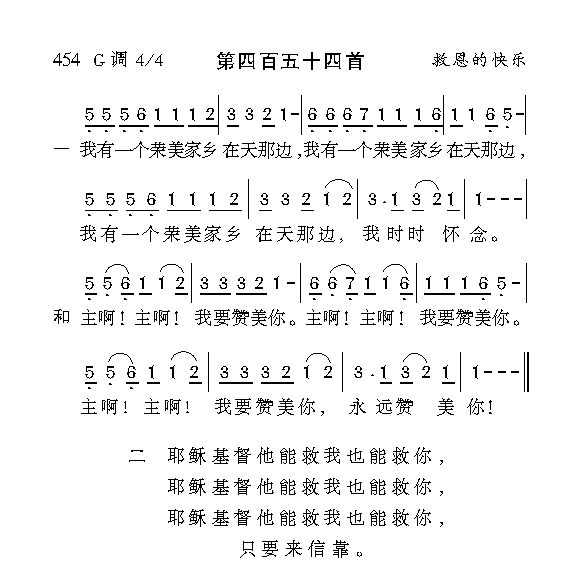 454 G 调 4/4 第四百五十四首 救恩的快乐
5 5 5 6 1 1 1 2 | 3 3 2 1 - | 6 6 6 7 1 1 1 6 | 1 1 6 5 - |
一 我有一个荣美家乡 在天那边,我有一个荣美家乡 在天那边,
5 5 5 6 1 1 1 2 | 3 3 2 1 2 | 3 · 1 3 2 1 | 1 - - - |
我有一个荣美家乡 在天那边, 我 时时 怀 念。
5 5 6 1 1 2 | 3 3 3 2 1 - | 6 6 7 1 1 6 | 1 1 1 6 5 - |
和 主啊! 主啊! 我要赞美你。主啊! 主啊! 我要赞美你。
5 5 6 1 1 2 | 3 3 3 2 1 2 | 3 · 1 3 2 1 | 1 - - - ‖
主啊! 主啊! 我要赞美你, 永 远赞 美 你!
二 耶稣基督他能救我也能救你,
耶稣基督他能救我也能救你,
耶稣基督他能救我也能救你,
只要来信靠。